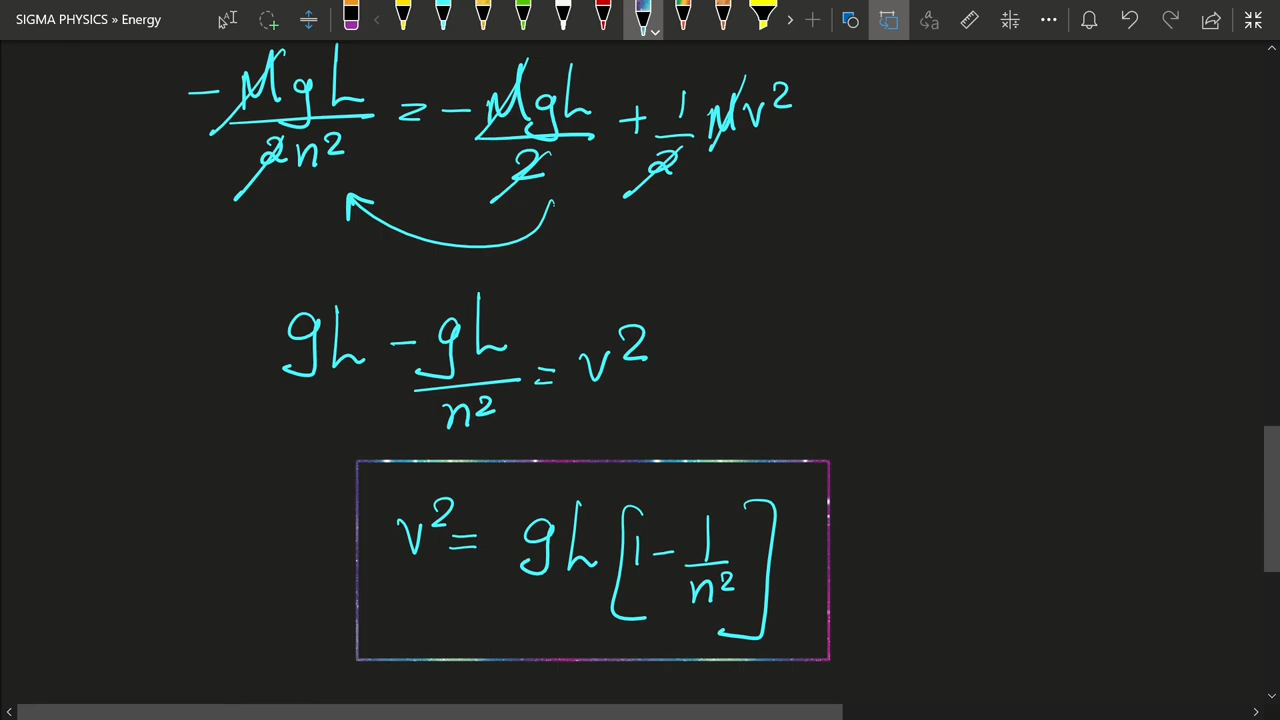 SIGMA PHYSICS » Energy
- MgL/2n² = - MgL/2 + 1/2 Mv²
gL - gL/n² = v²
v² = gL [1 - 1/n²]